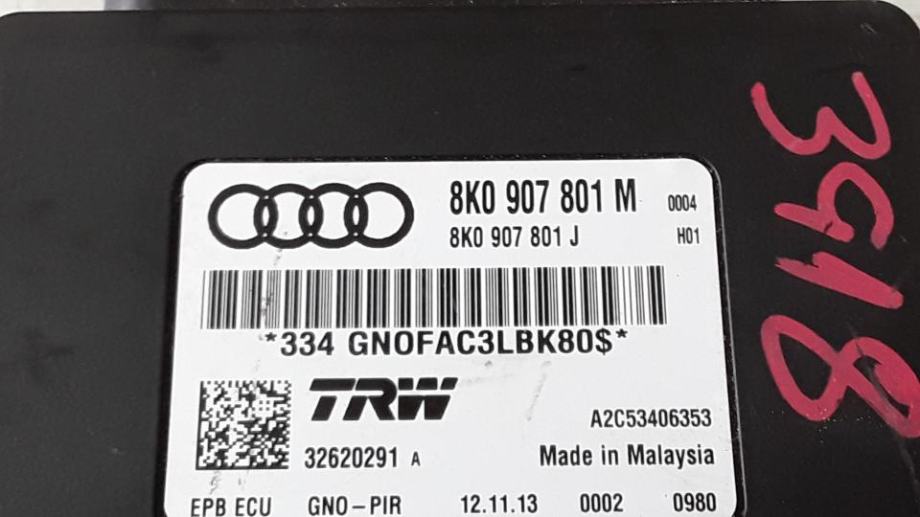 8K0 907 801 M 0004
8K0 907 801 J H01
*334 GNOFAC3LBK80$*
TRW
A2C53406353
32620291 A Made in Malaysia
EPB ECU GNO-PIR 12.11.13 0002 0980
3918